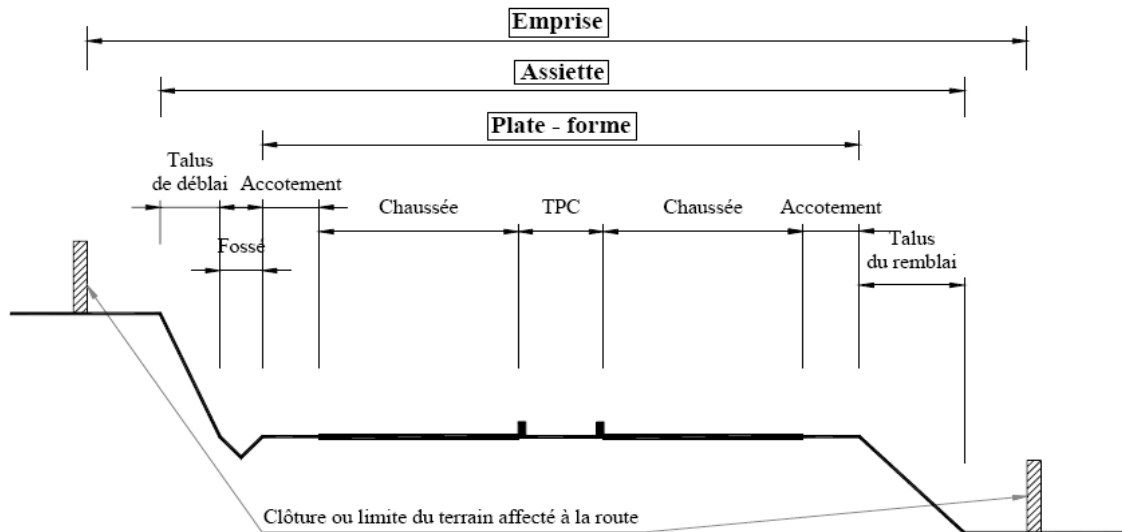 Emprise
Assiette
Plate - forme
Talus
de déblai
Accotement
Chaussée
TPC
Chaussée
Accotement
Fossé
Talus
du remblai
Clôture ou limite du terrain affecté à la route